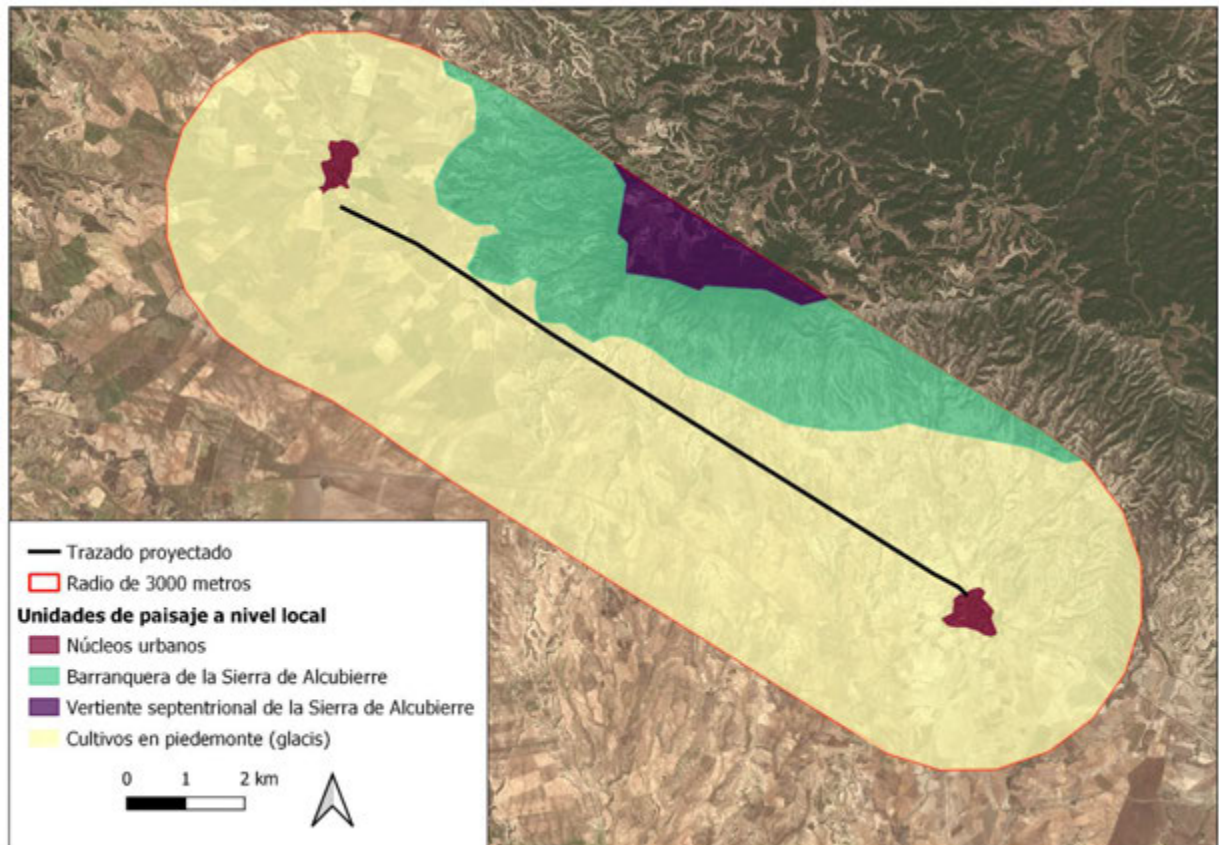 Trazado proyectado
Radio de 3000 metros
Unidades de paisaje a nivel local
Núcleos urbanos
Barranquera de la Sierra de Alcubierre
Vertiente septentrional de la Sierra de Alcubierre
Cultivos en piedemonte (glacis)
0 1 2 km